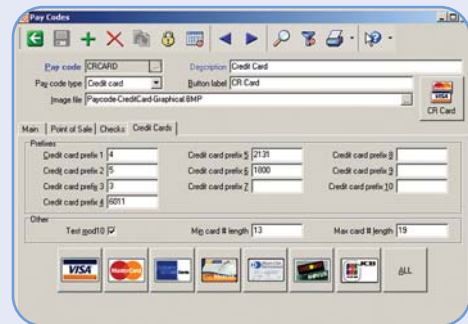 Pay Codes
Pay code CRCARD ... Description Credit Card
Pay code type Credit card Button label CR Card
Image file Paycode-CreditCard-Graphical.BMP ...
VISA
CR Card
Main Point of Sale Checks Credit Cards
Prefixes
Credit card prefix 1 4 Credit card prefix 5 2131 Credit card prefix 8
Credit card prefix 2 5 Credit card prefix 6 1800 Credit card prefix 9
Credit card prefix 3 3 Credit card prefix 7 Credit card prefix 10
Credit card prefix 4 6011
Other
Test mod10 Min card # length 13 Max card # length 19
VISA MasterCard JCB ALL